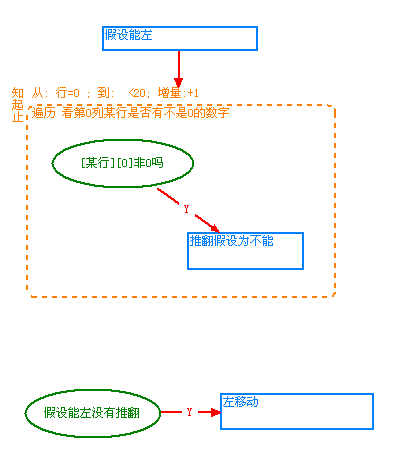 假设能左
知起止
从: 行=0 ; 到: <20; 增量:+1
遍历 看第0列某行是否有不是0的数字
[某行][0]非0吗
Y
推翻假设为不能
假设能左没有推翻
Y
左移动